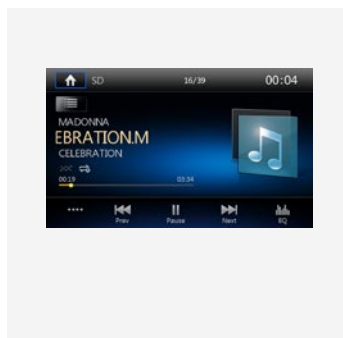 SD 16/39 00:04
MADONNA
EBRATION.M
CELEBRATION
00:19 03:34
Prev Pause Next EQ